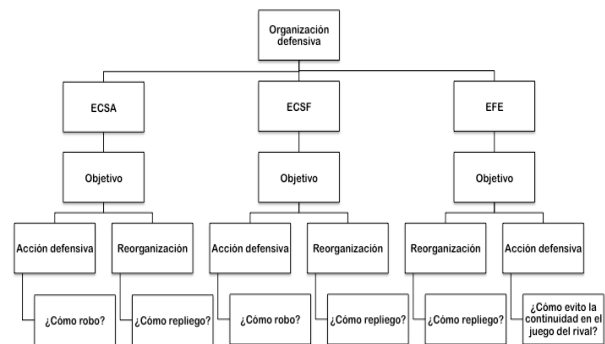 Organización
defensiva
ECSA
ECSF
EFE
Objetivo
Objetivo
Objetivo
Acción defensiva
Reorganización
Acción defensiva
Reorganización
Reorganización
Acción defensiva
¿Cómo robo?
¿Cómo repliego?
¿Cómo robo?
¿Cómo repliego?
¿Cómo repliego?
¿Cómo evito la
continuidad en el
juego del rival?